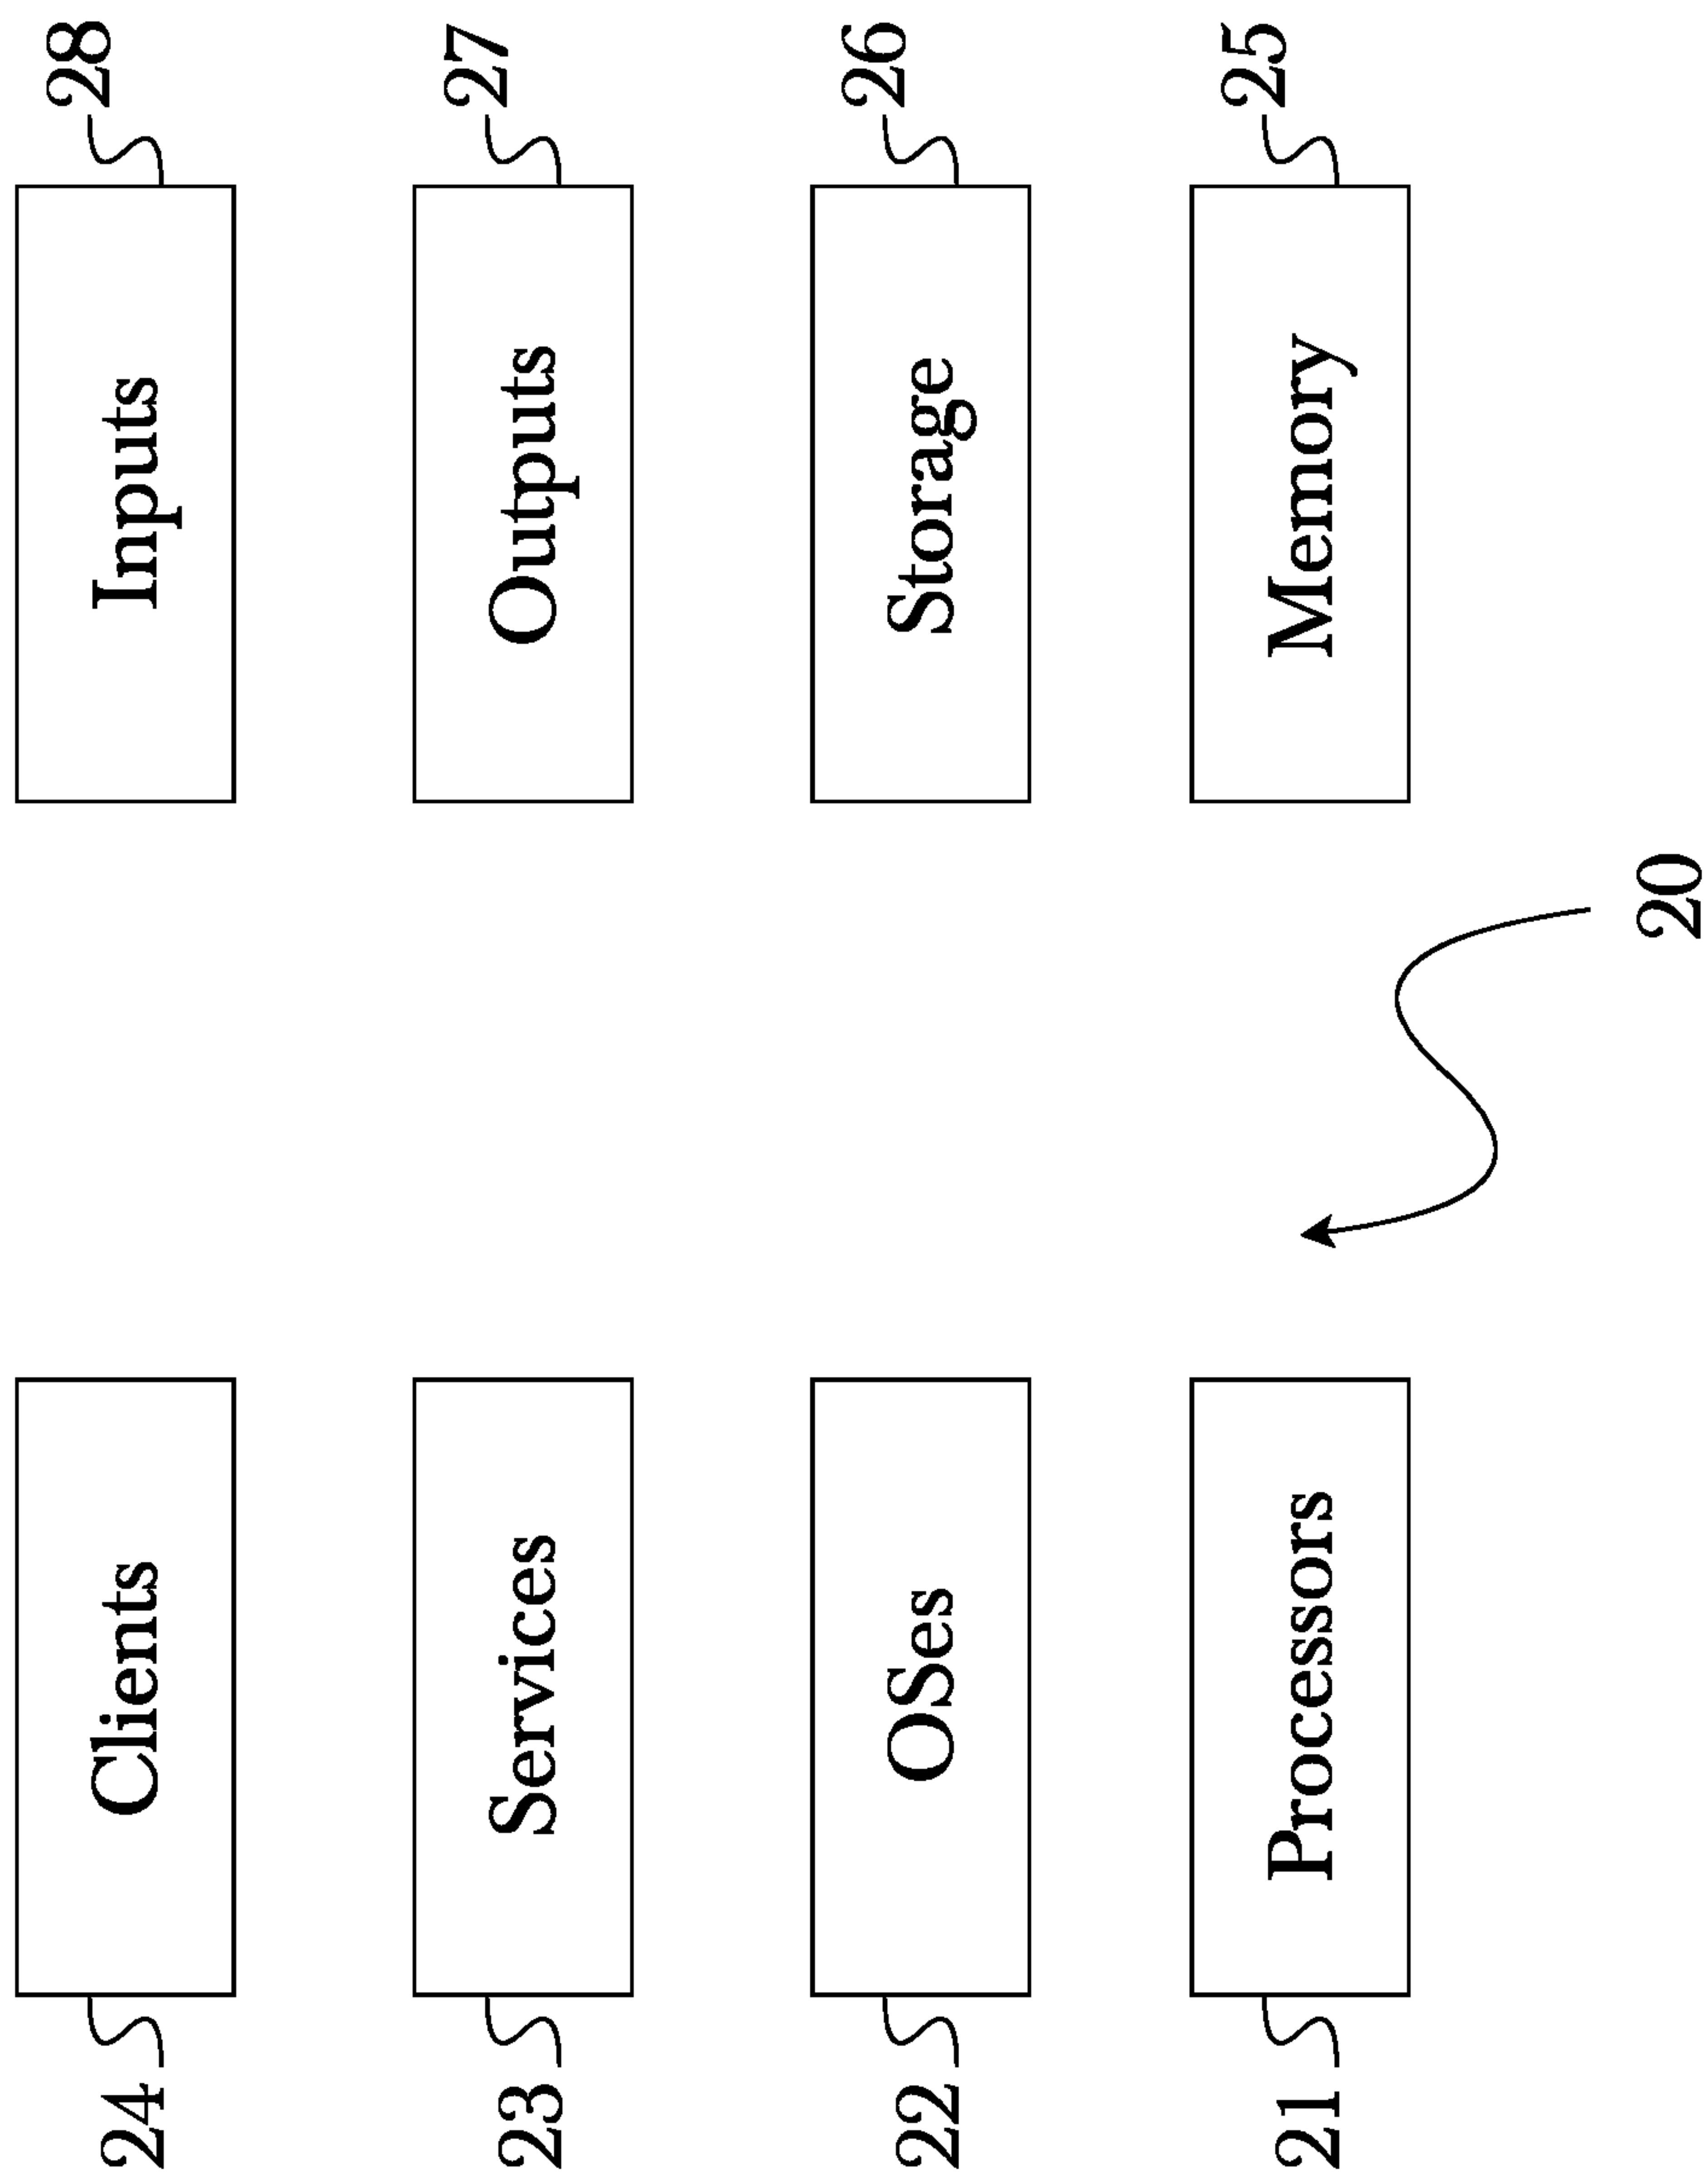 24 Clients Inputs 28
23 Services Outputs 27
22 OSes Storage 26
21 Processors Memory 25
20